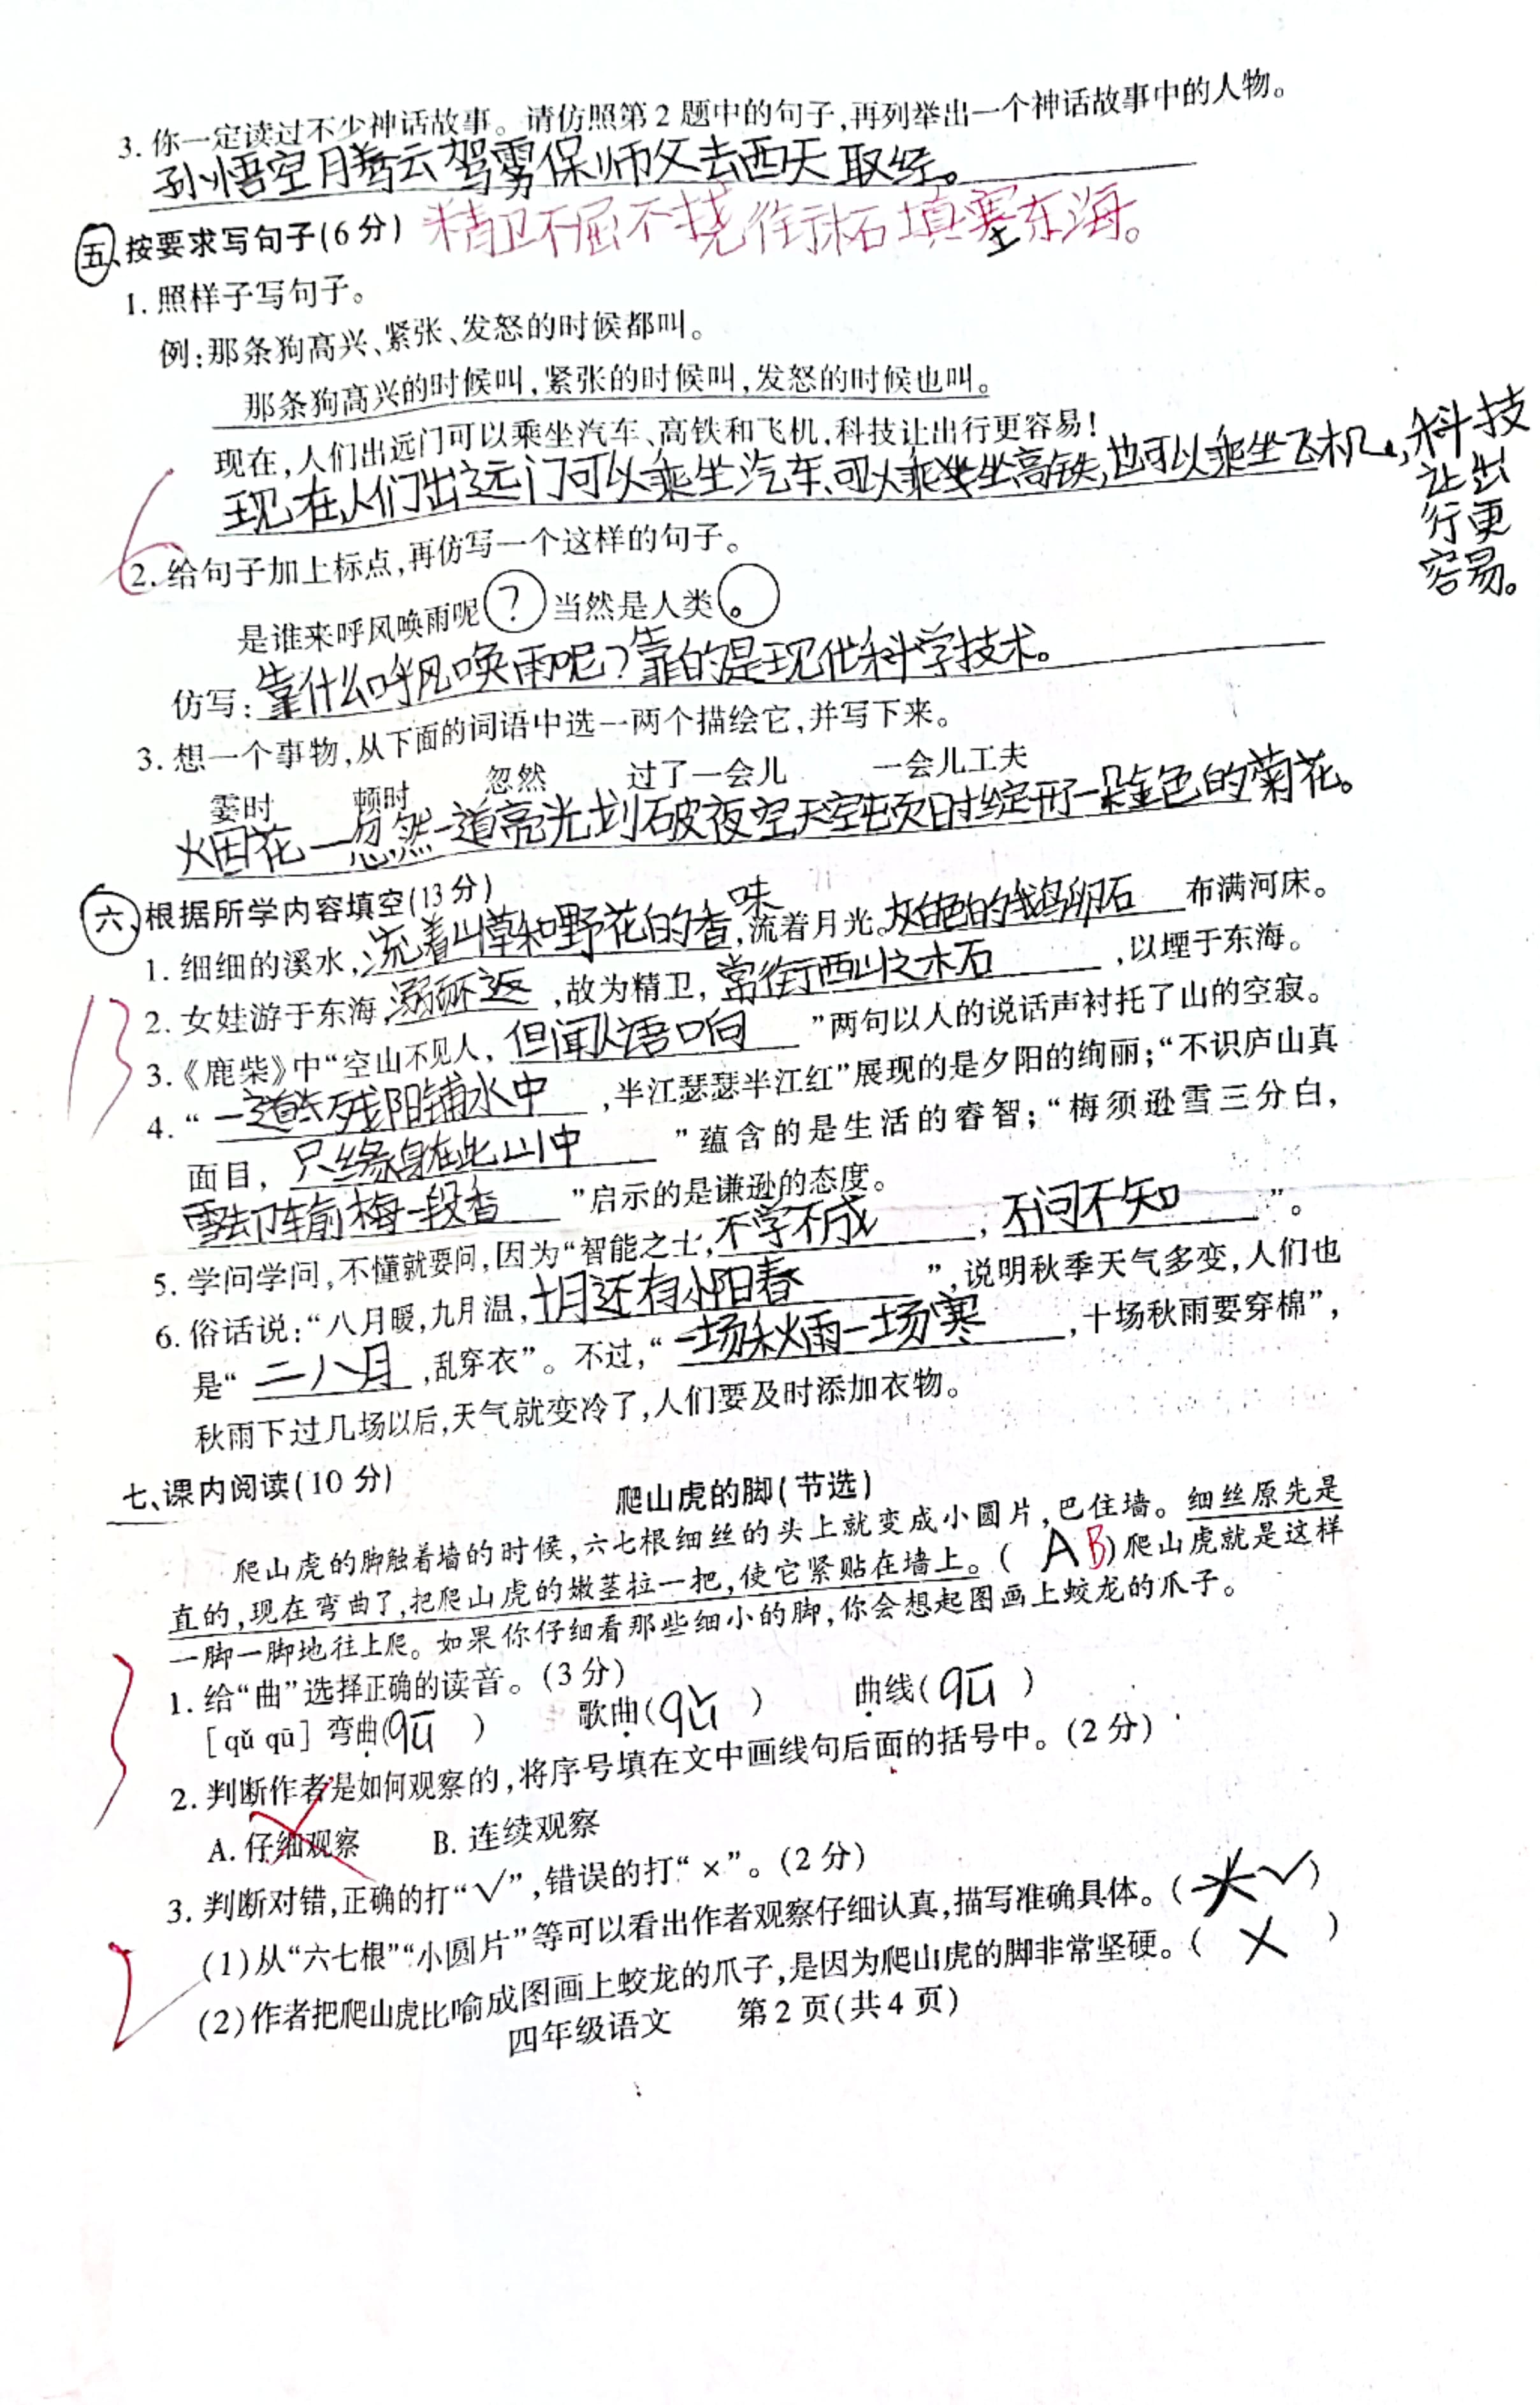 3. 你一定读过不少神话故事。请仿照第2题中的句子,再列举出一个神话故事中的人物。
孙悟空腾云驾雾保师父去西天取经。
精卫不屈不挠衔石填塞东海。
五、按要求写句子(6分)
1. 照样子写句子。
例:那条狗高兴、紧张、发怒的时候都叫。
那条狗高兴的时候叫,紧张的时候叫,发怒的时候也叫。
现在,人们出远门可以乘坐汽车、高铁和飞机,科技让出行更容易!
现在,人们出远门可以乘坐汽车、可以乘坐高铁,也可以乘坐飞机,科技
让出
行更
容易。
6
2. 给句子加上标点,再仿写一个这样的句子。
是谁来呼风唤雨呢?当然是人类。
仿写:靠什么呼风唤雨呢?靠的是现代科学技术。
3. 想一个事物,从下面的词语中选一两个描绘它,并写下来。
霎时 顿时 忽然 过了一会儿 一会儿工夫
火田花—忽然一道亮光划破夜空天空顿时绽开了一朵金色的菊花。
六、根据所学内容填空(13分)
1. 细细的溪水,流着山草和野花的香味,流着月光。灰白色的鹅卵石布满河床。
2. 女娃游于东海,溺而不返,故为精卫,常衔西山之木石,以堙于东海。
13
3.《鹿柴》中“空山不见人,但闻人语响”两句以人的说话声衬托了山的空寂。
4. “一道残阳铺水中,半江瑟瑟半江红”展现的是夕阳的绚丽;“不识庐山真
面目,只缘身在此山中”蕴含的是生活的睿智;“梅须逊雪三分白,
雪却输梅一段香”启示的是谦逊的态度。
5. 学问学问,不懂就要问,因为“智能之士,不学不成,不问不知”。
6. 俗话说:“八月暖,九月温,十月还有小阳春”,说明秋季天气多变,人们也
是“二八月,乱穿衣”。不过,“一场秋雨一场寒,十场秋雨要穿棉”,
秋雨下过几场以后,天气就变冷了,人们要及时添加衣物。
七、课内阅读(10分)
爬山虎的脚(节选)
爬山虎的脚触着墙的时候,六七根细丝的头上就变成小圆片,巴住墙。细丝原先是
直的,现在弯曲了,把爬山虎的嫩茎拉一把,使它紧贴在墙上。( A B)爬山虎就是这样
一脚一脚地往上爬。如果你仔细看那些细小的脚,你会想起图画上蛟龙的爪子。
3
1. 给“曲”选择正确的读音。(3分)
[qǔ qū] 弯曲(qū ) 歌曲(qǔ ) 曲线(qū )
2. 判断作者是如何观察的,将序号填在文中画线句后面的括号中。(2分)
A. 仔细观察 B. 连续观察
3. 判断对错,正确的打“√”,错误的打“×”。(2分)
2
(1)从“六七根”“小圆片”等可以看出作者观察仔细认真,描写准确具体。( √)
(2)作者把爬山虎比喻成图画上蛟龙的爪子,是因为爬山虎的脚非常坚硬。( × )
四年级语文 第2页(共4页)